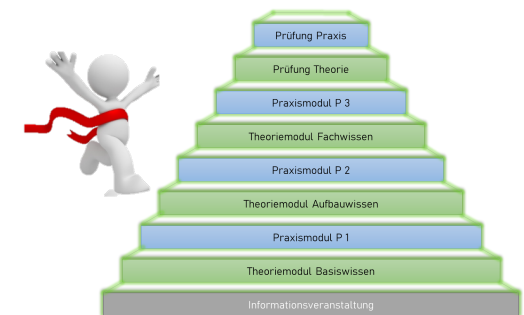 Prüfung Praxis
Prüfung Theorie
Praxismodul P 3
Theoriemodul Fachwissen
Praxismodul P 2
Theoriemodul Aufbauwissen
Praxismodul P 1
Theoriemodul Basiswissen
Informationsveranstaltung